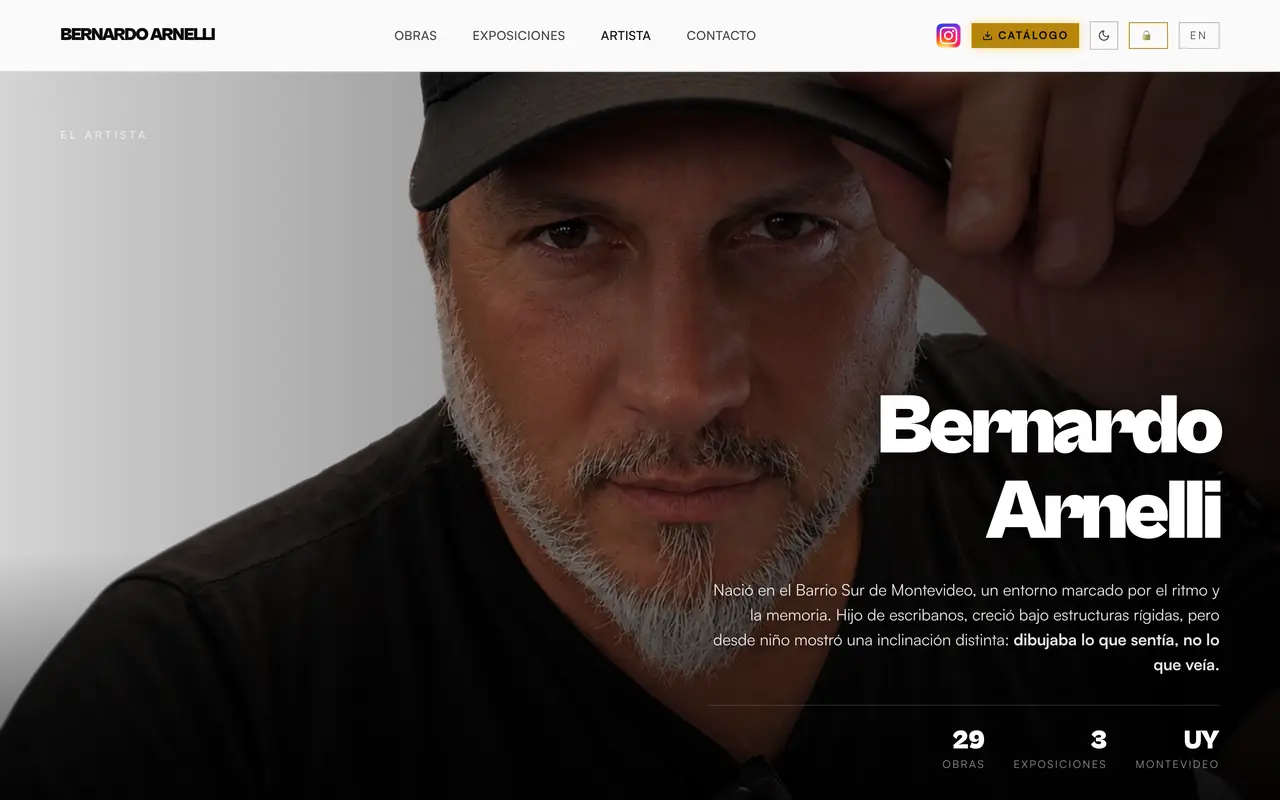 BERNARDO ARNELLI
OBRAS
EXPOSICIONES
ARTISTA
CONTACTO
CATÁLOGO
EN
EL ARTISTA
Bernardo
Arnelli
Nació en el Barrio Sur de Montevideo, un entorno marcado por el ritmo y
la memoria. Hijo de escribanos, creció bajo estructuras rígidas, pero
desde niño mostró una inclinación distinta: dibujaba lo que sentía, no lo
que veía.
29
OBRAS
3
EXPOSICIONES
UY
MONTEVIDEO